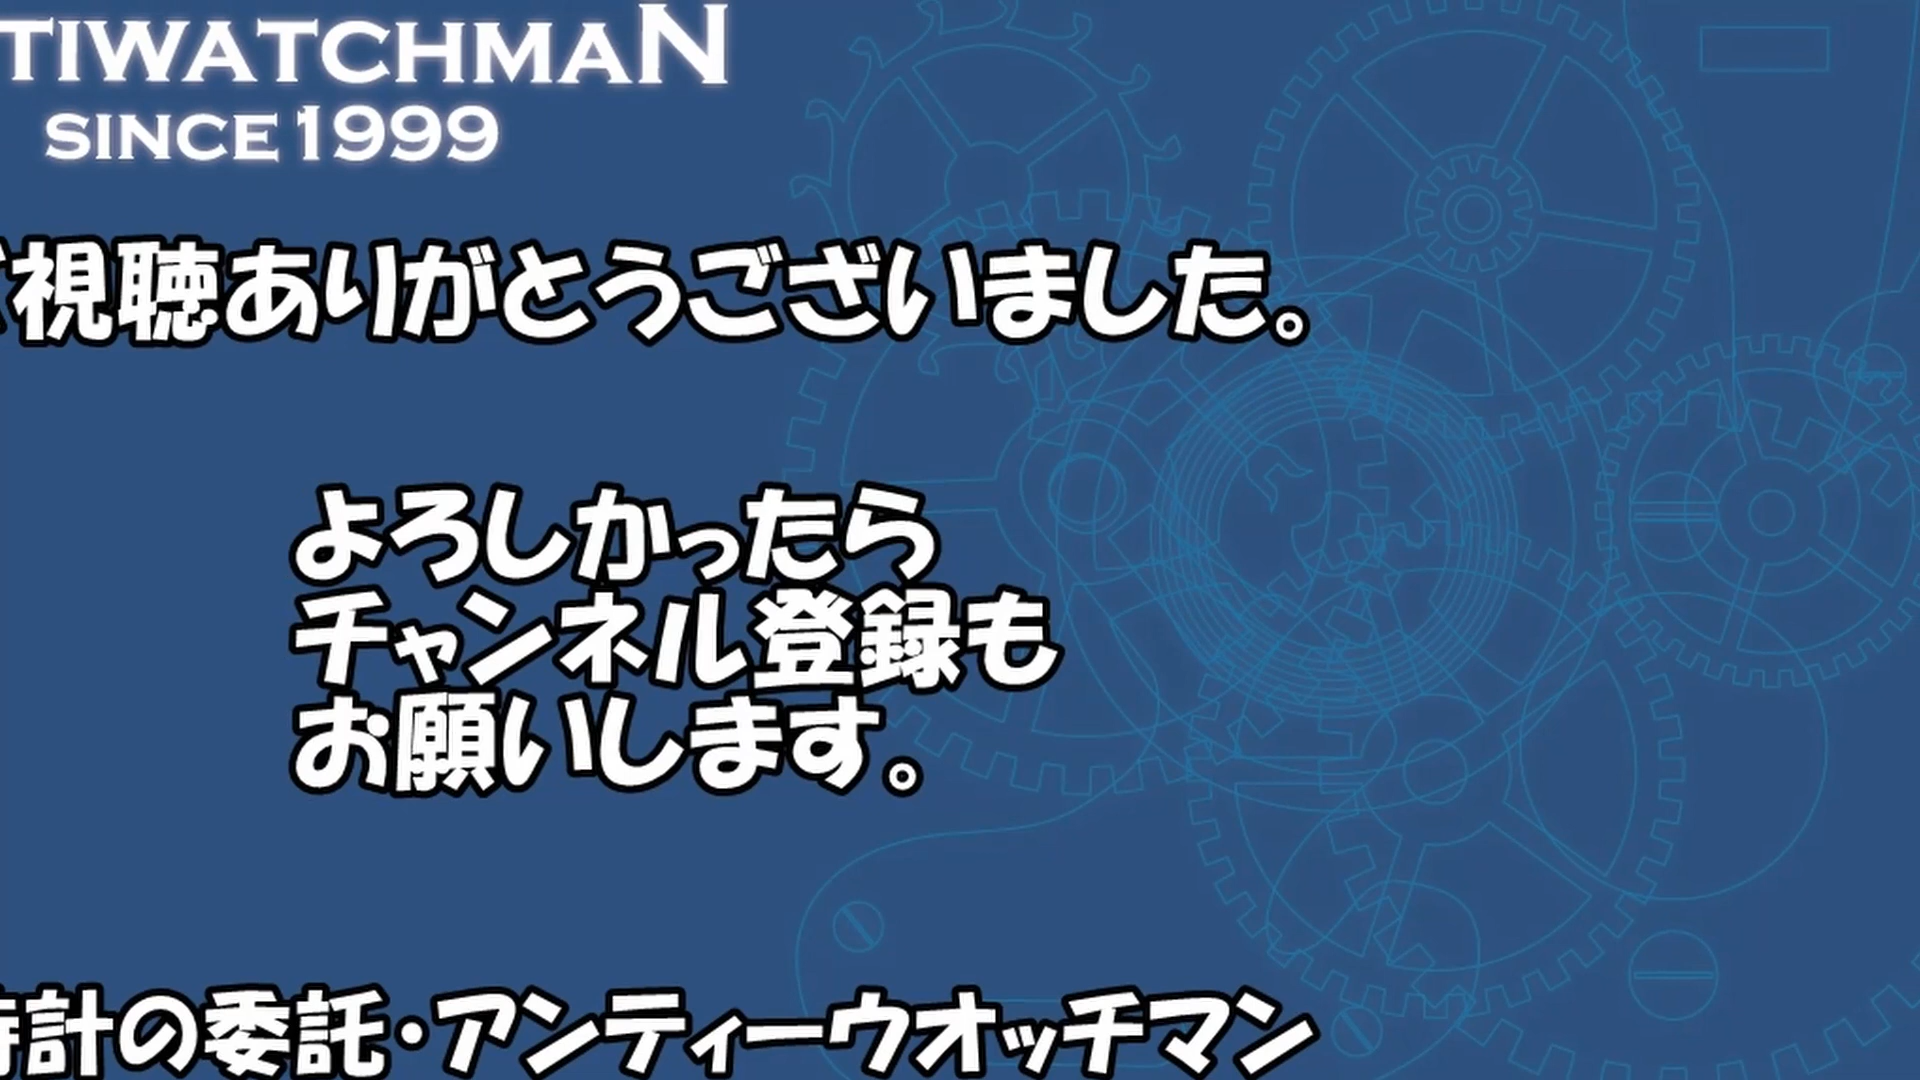 TIWATCHMAN
SINCE 1999
ご視聴ありがとうございました。
よろしかったら
チャンネル登録も
お願いします。
時計の委託・アンティーウオッチマン